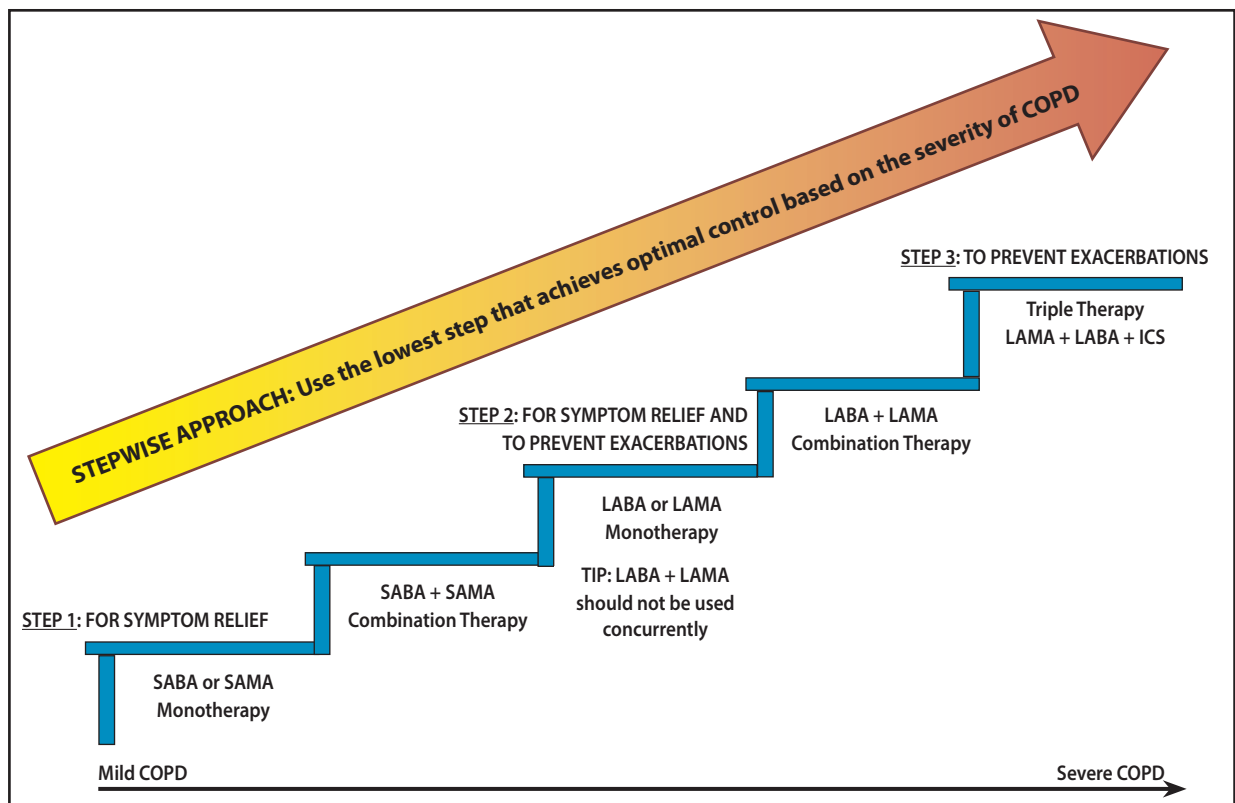 STEPWISE APPROACH: Use the lowest step that achieves optimal control based on the severity of COPD
STEP 3: TO PREVENT EXACERBATIONS
Triple Therapy
LAMA + LABA + ICS
STEP 2: FOR SYMPTOM RELIEF AND
TO PREVENT EXACERBATIONS
LABA + LAMA
Combination Therapy
LABA or LAMA
Monotherapy
TIP: LABA + LAMA
should not be used
concurrently
SABA + SAMA
Combination Therapy
STEP 1: FOR SYMPTOM RELIEF
SABA or SAMA
Monotherapy
Mild COPD
Severe COPD